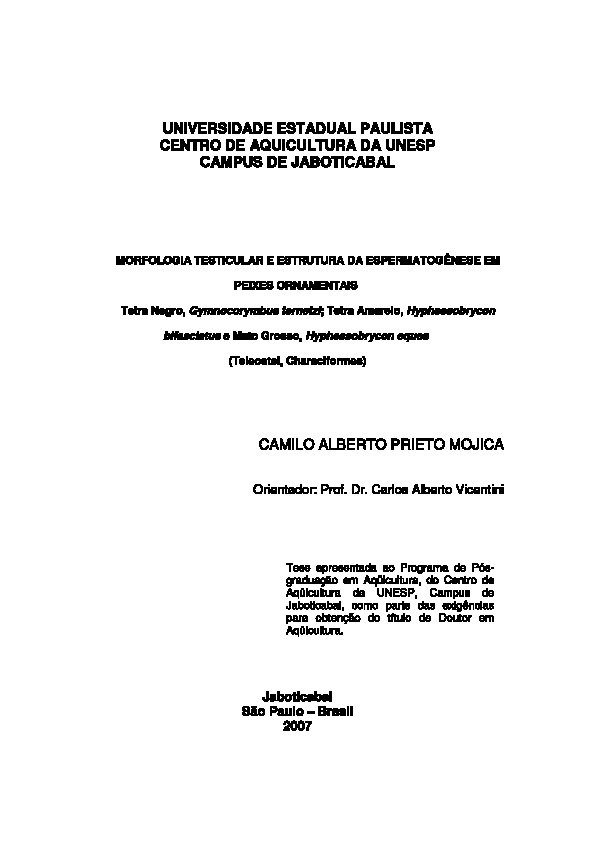 UNIVERSIDADE ESTADUAL PAULISTA
CENTRO DE AQUICULTURA DA UNESP
CAMPUS DE JABOTICABAL
MORFOLOGIA TESTICULAR E ESTRUTURA DA ESPERMATOGÊNESE EM
PEIXES ORNAMENTAIS
Tetra Negro, Gymnocorymbus ternetzi; Tetra Amarelo, Hyphessobrycon
bifasciatus e Mato Grosso, Hyphessobrycon eques
(Teleostei, Characiformes)
CAMILO ALBERTO PRIETO MOJICA
Orientador: Prof. Dr. Carlos Alberto Vicentini
Tese apresentada ao Programa de Pós-
graduação em Aqüicultura, do Centro de
Aqüicultura da UNESP, Campus de
Jaboticabal, como parte das exigências
para obtenção do título de Doutor em
Aqüicultura.
Jaboticabal
São Paulo – Brasil
2007